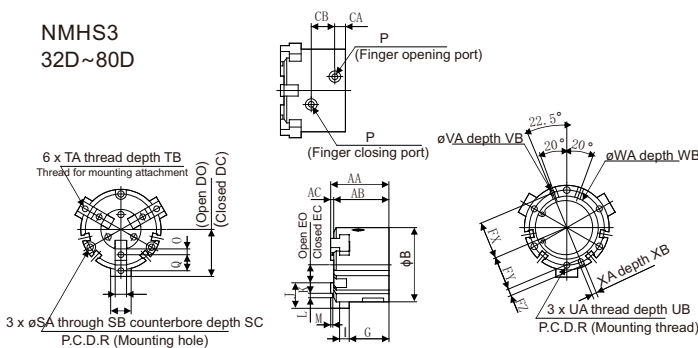 NMHS3
32D~80D
CB
CA
P
(Finger opening port)
P
(Finger closing port)
22.5°
20°
20°
øVA depth VB
øWA depth WB
6 x TA thread depth TB
Thread for mounting attachment
(Open DO)
(Closed DC)
O
Q
AA
AC
AB
Open EO
Closed EC
ϕB
J
K
L
M
I
G
FX
FY
FZ
XA depth XB
3 x øSA through SB counterbore depth SC
P.C.D.R (Mounting hole)
3 x UA thread depth UB
P.C.D.R (Mounting thread)